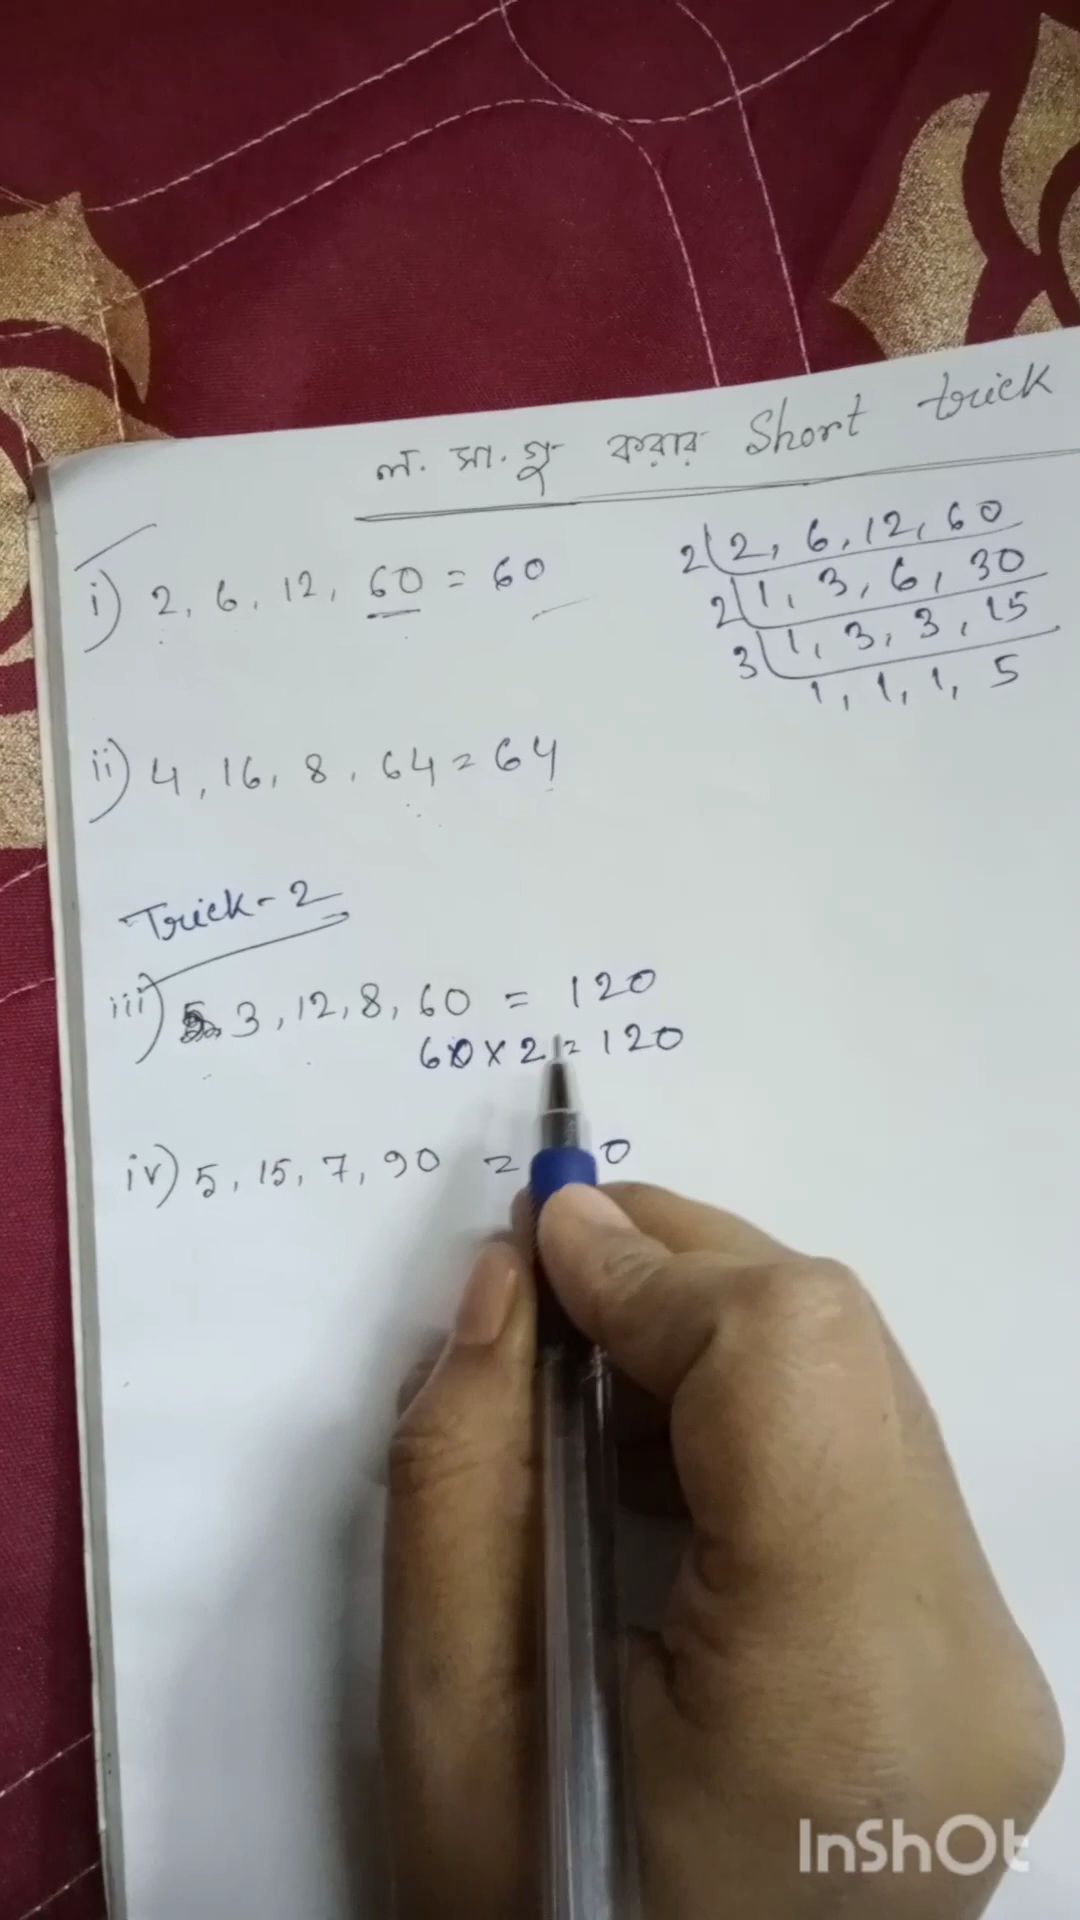 ল. সা. গু করার Short trick
i) 2, 6, 12, 60 = 60
2 2, 6, 12, 60
2 1, 3, 6, 30
3 1, 3, 3, 15
1, 1, 1, 5
ii) 4, 16, 8, 64 = 64
Trick-2
iii) 3, 12, 8, 60 = 120
60 x 2 = 120
iv) 5, 15, 7, 90 =
InShOt